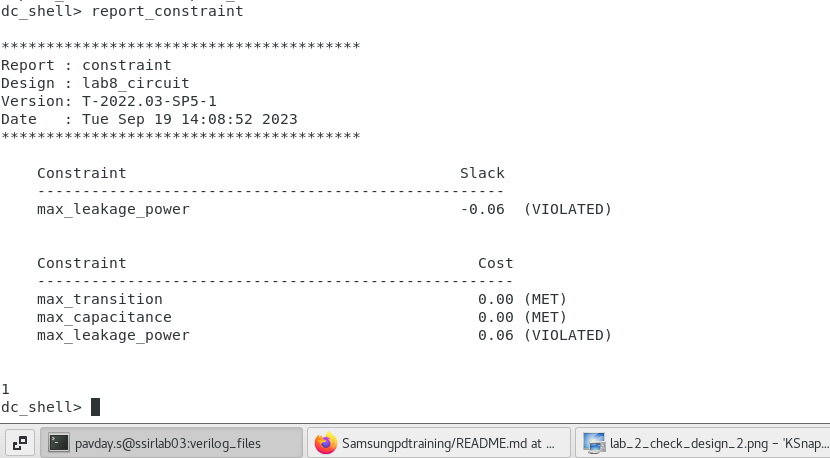 dc_shell> report_constraint
****************************************
Report : constraint
Design : lab8_circuit
Version: T-2022.03-SP5-1
Date   : Tue Sep 19 14:08:52 2023
****************************************
Constraint                                     Slack
----------------------------------------------------
max_leakage_power                              -0.06  (VIOLATED)
Constraint                                       Cost
-----------------------------------------------------
max_transition                                   0.00 (MET)
max_capacitance                                  0.00 (MET)
max_leakage_power                                0.06 (VIOLATED)
1
dc_shell>
pavday.s@ssirlab03:verilog_files
Samsungpdtraining/README.md at ...
lab_2_check_design_2.png – 'KSnap...